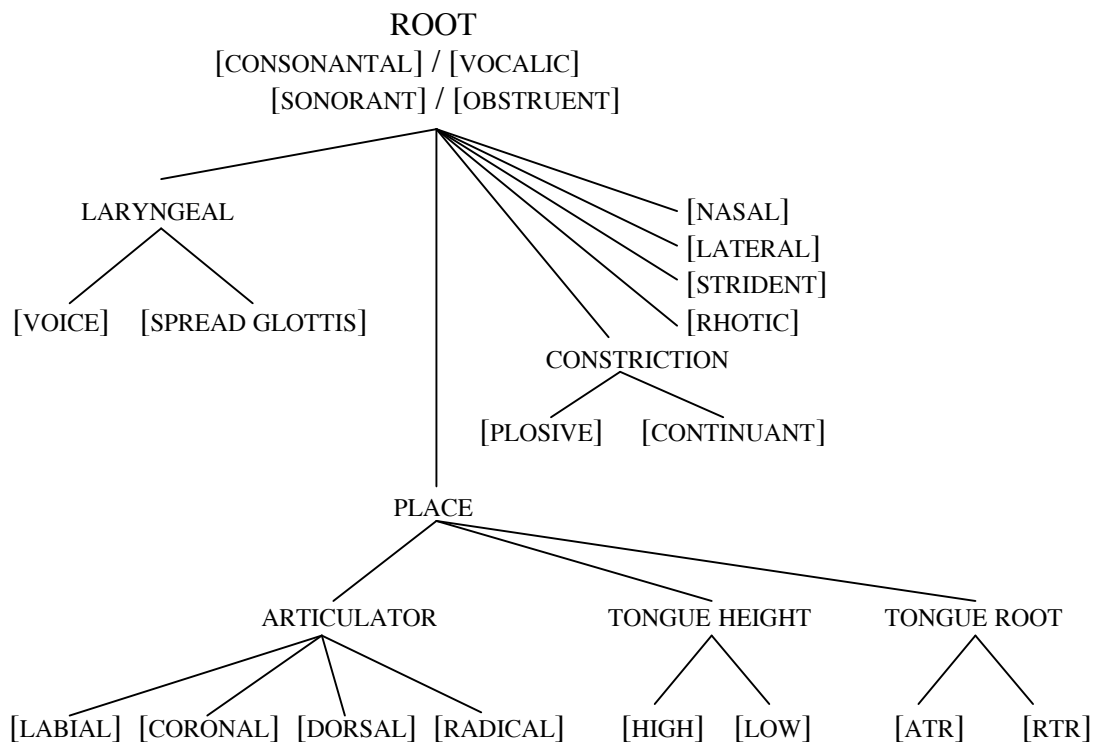 ROOT
[CONSONANTAL] / [VOCALIC]
[SONORANT] / [OBSTRUENT]
LARYNGEAL
[NASAL]
[LATERAL]
[STRIDENT]
[VOICE] [SPREAD GLOTTIS]
[RHOTIC]
CONSTRICTION
[PLOSIVE] [CONTINUANT]
PLACE
ARTICULATOR TONGUE HEIGHT TONGUE ROOT
[LABIAL] [CORONAL] [DORSAL] [RADICAL] [HIGH] [LOW] [ATR] [RTR]